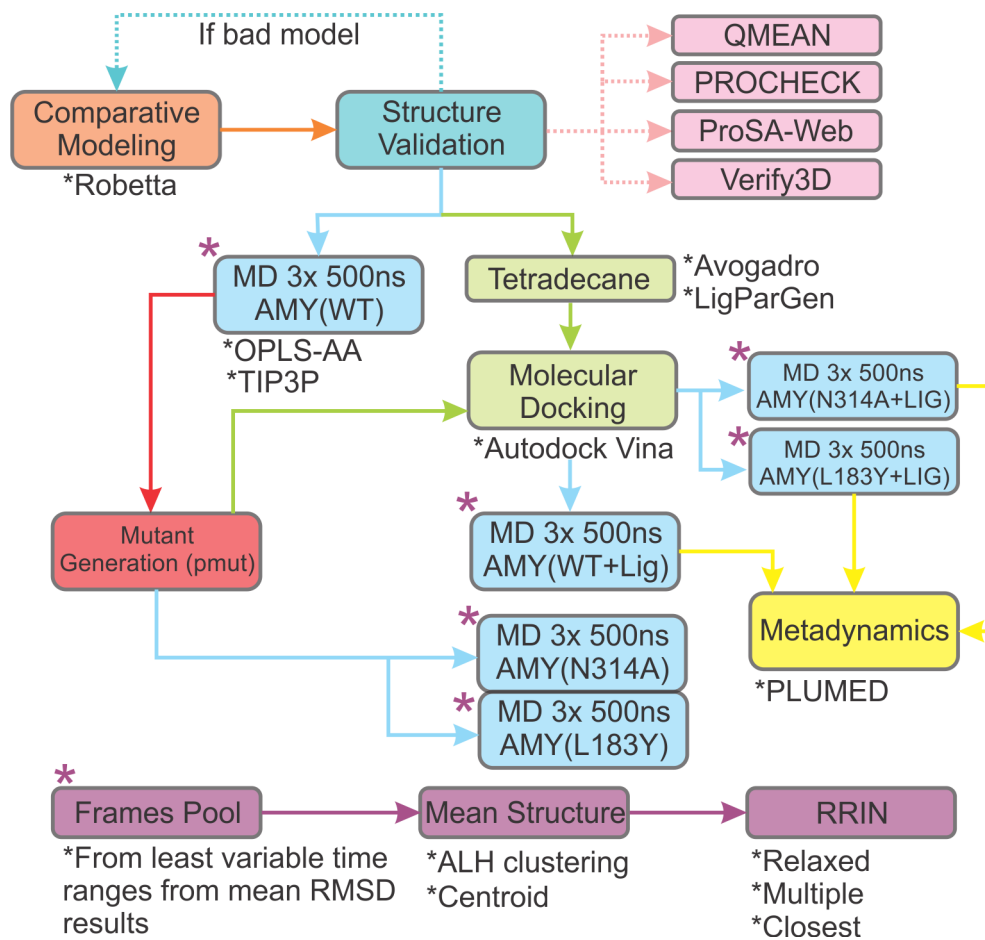 If bad model
Comparative
Modeling
*Robetta
Structure
Validation
QMEAN
PROCHECK
ProSA-Web
Verify3D
*
MD 3x 500ns
AMY(WT)
*OPLS-AA
*TIP3P
Tetradecane
*Avogadro
*LigParGen
Molecular
Docking
*Autodock Vina
*
MD 3x 500ns
AMY(N314A+LIG)
*
MD 3x 500ns
AMY(L183Y+LIG)
Mutant
Generation (pmut)
*
MD 3x 500ns
AMY(WT+Lig)
*
MD 3x 500ns
AMY(N314A)
*
MD 3x 500ns
AMY(L183Y)
Metadynamics
*PLUMED
*
Frames Pool
*From least variable time
ranges from mean RMSD
results
Mean Structure
*ALH clustering
*Centroid
RRIN
*Relaxed
*Multiple
*Closest